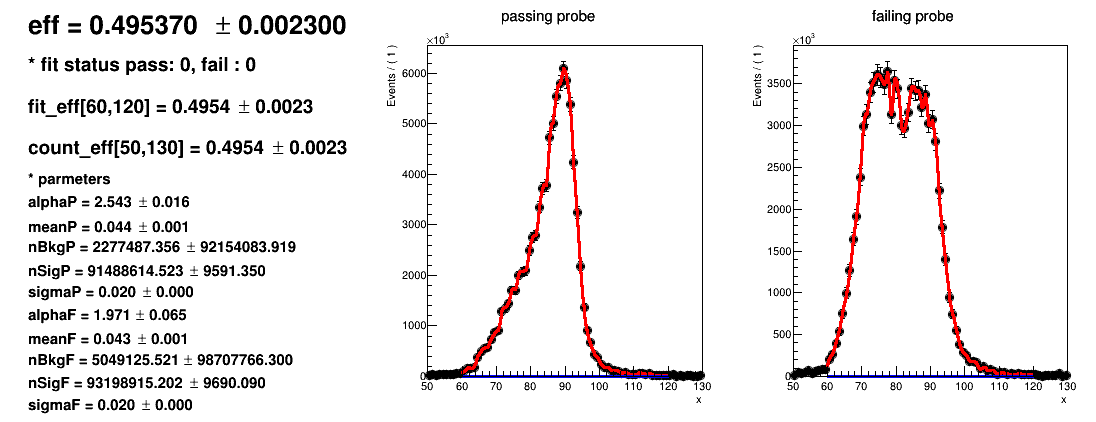 eff = 0.495370 ± 0.002300
* fit status pass: 0, fail : 0
fit_eff[60,120] = 0.4954 ± 0.0023
count_eff[50,130] = 0.4954 ± 0.0023
* parmeters
alphaP = 2.543 ± 0.016
meanP = 0.044 ± 0.001
nBkgP = 2277487.356 ± 92154083.919
nSigP = 91488614.523 ± 9591.350
sigmaP = 0.020 ± 0.000
alphaF = 1.971 ± 0.065
meanF = 0.043 ± 0.001
nBkgF = 5049125.521 ± 98707766.300
nSigF = 93198915.202 ± 9690.090
sigmaF = 0.020 ± 0.000
passing probe
×10³
Events / ( 1 )
6000
5000
4000
3000
2000
1000
0
50 60 70 80 90 100 110 120 130
x
failing probe
×10³
Events / ( 1 )
3500
3000
2500
2000
1500
1000
500
0
50 60 70 80 90 100 110 120 130
x